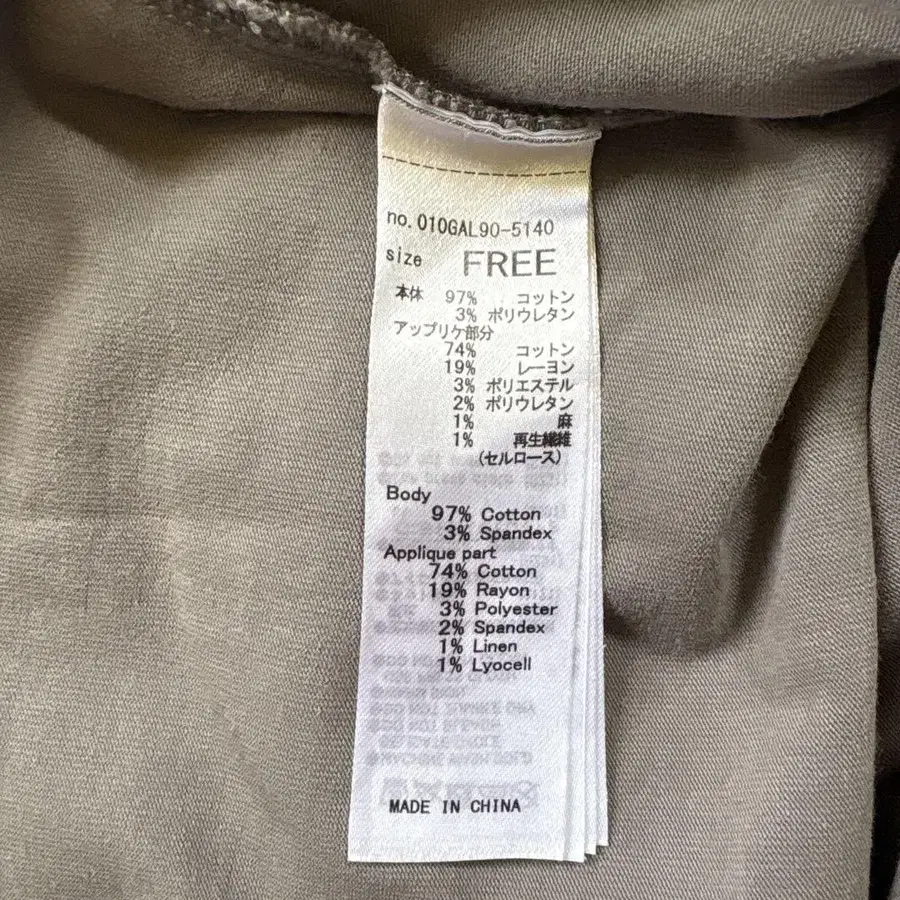 no. 010GAL90-5140
size FREE
本体 97% コットン
3% ポリウレタン
アップリケ部分
74% コットン
19% レーヨン
3% ポリエステル
2% ポリウレタン
1% 麻
1% 再生繊維
(セルロース)
Body
97% Cotton
3% Spandex
Applique part
74% Cotton
19% Rayon
3% Polyester
2% Spandex
1% Linen
1% Lyocell
MADE IN CHINA